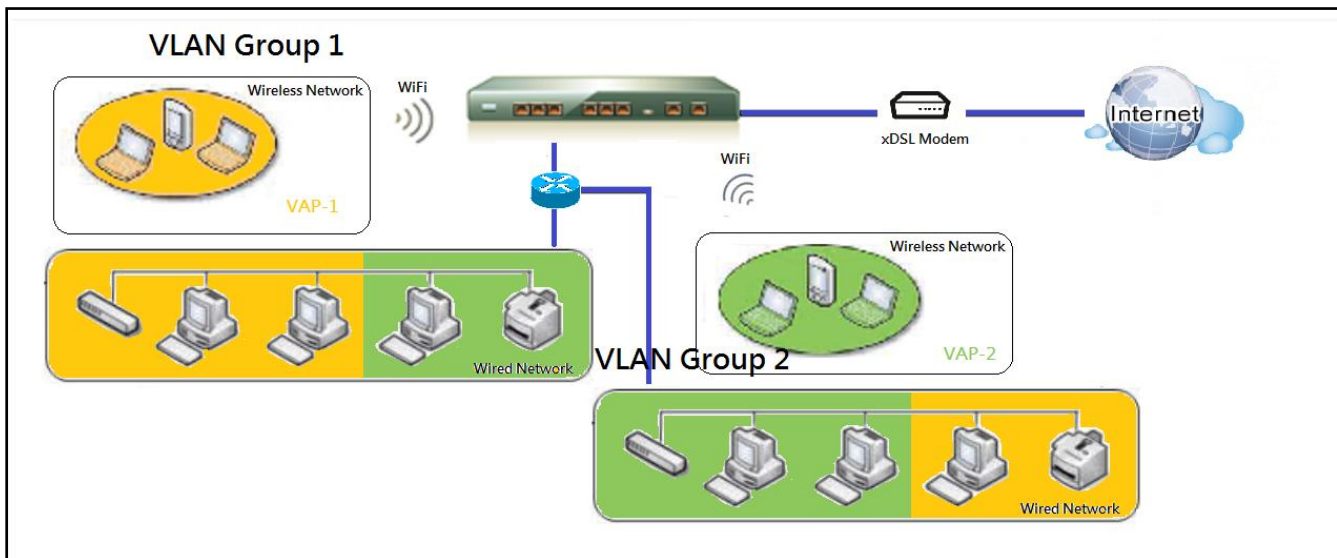 VLAN Group 1
Wireless Network
WiFi
VAP-1
xDSL Modem
Internet
WiFi
Wireless Network
VAP-2
Wired Network
VLAN Group 2
Wired Network